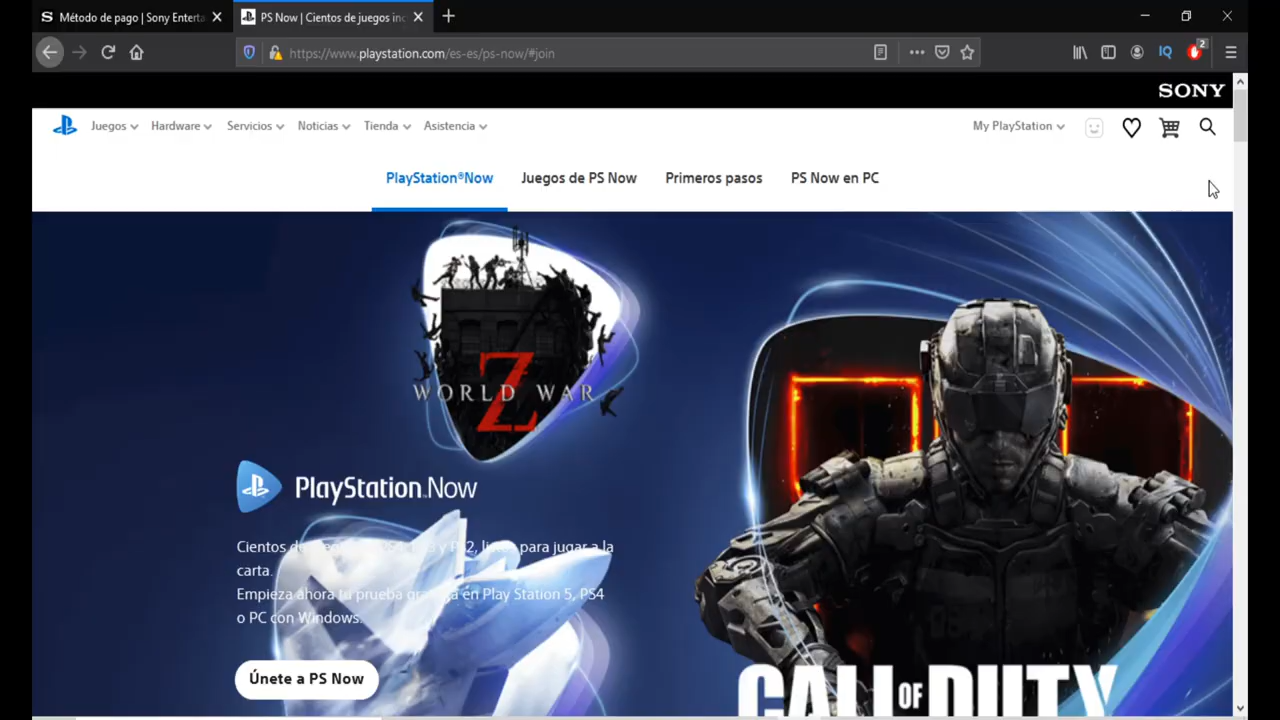 Método de pago | Sony Enterta
PS Now | Cientos de juegos inc
https://www.playstation.com/es-es/ps-now/#join
IQ
2
SONY
Juegos
Hardware
Servicios
Noticias
Tienda
Asistencia
My PlayStation
PlayStation®Now
Juegos de PS Now
Primeros pasos
PS Now en PC
WORLD WAR
Z
PlayStation.Now
Cientos de PS2, para jugar a la
carta.
Empieza ahora tu prueba en Play Station 5, PS4
o PC con Windows.
Únete a PS Now
CALL OF DUTY